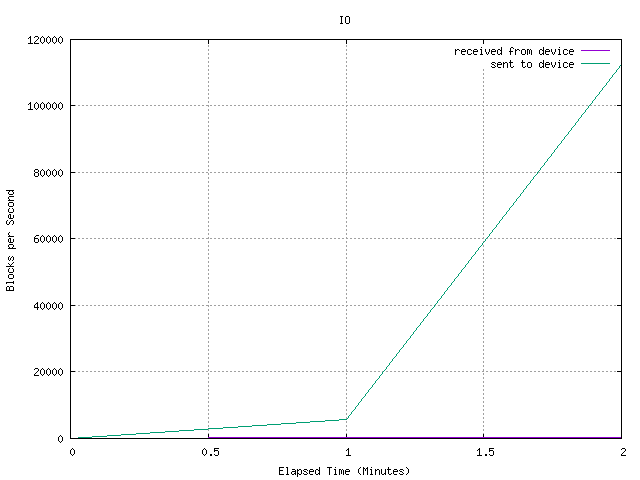 IO
120000
100000
80000
60000
40000
20000
0
Blocks per Second
received from device
sent to device
0 0.5 1 1.5 2
Elapsed Time (Minutes)